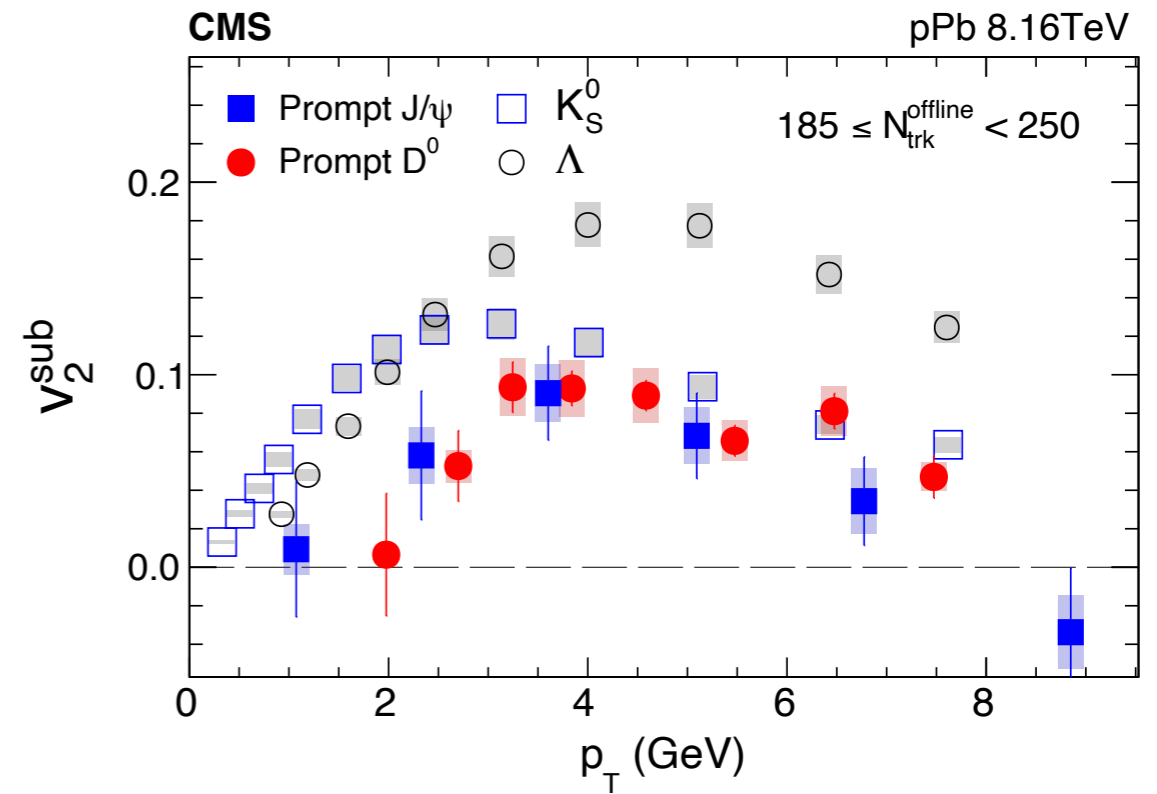 CMS pPb 8.16TeV
Prompt J/ψ K⁰S 185 ≤ Nᵒᶠᶠˡⁱⁿᵉtrk < 250
Prompt D⁰ Λ
0.2
0.1
0.0
v₂ˢᵘᵇ
0 2 4 6 8
pT (GeV)